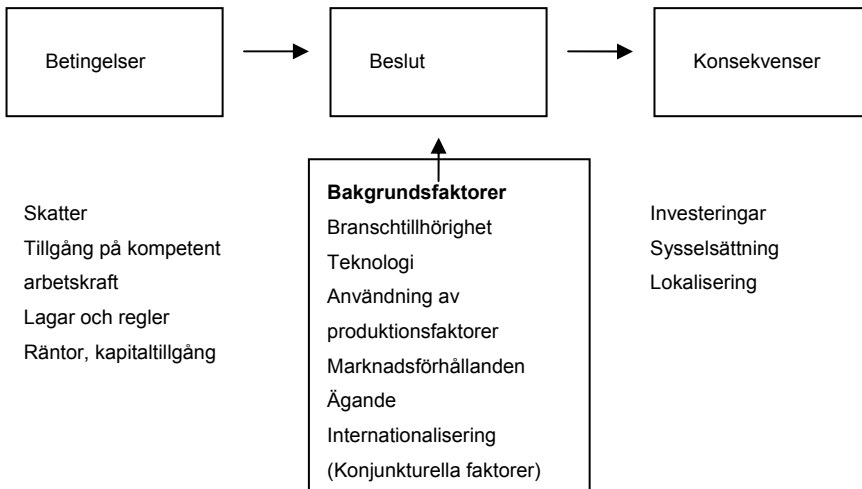 Betingelser
Beslut
Konsekvenser
Skatter
Tillgång på kompetent
arbetskraft
Lagar och regler
Räntor, kapitaltillgång
Bakgrundsfaktorer
Branschtillhörighet
Teknologi
Användning av
produktionsfaktorer
Marknadsförhållanden
Ägande
Internationalisering
(Konjunkturella faktorer)
Investeringar
Sysselsättning
Lokalisering